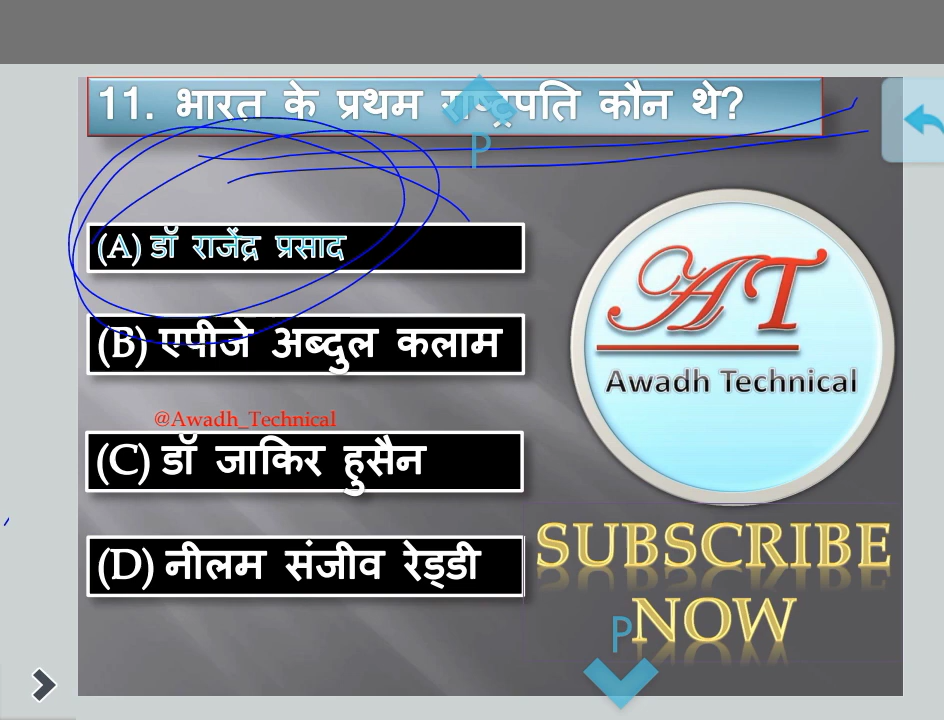 11. भारत के प्रथम राष्ट्रपति कौन थे?
P
(A) डॉ राजेंद्र प्रसाद
(B) एपीजे अब्दुल कलाम
@Awadh_Technical
(C) डॉ जाकिर हुसैन
(D) नीलम संजीव रेड्डी
AT
Awadh Technical
SUBSCRIBE
NOW
P